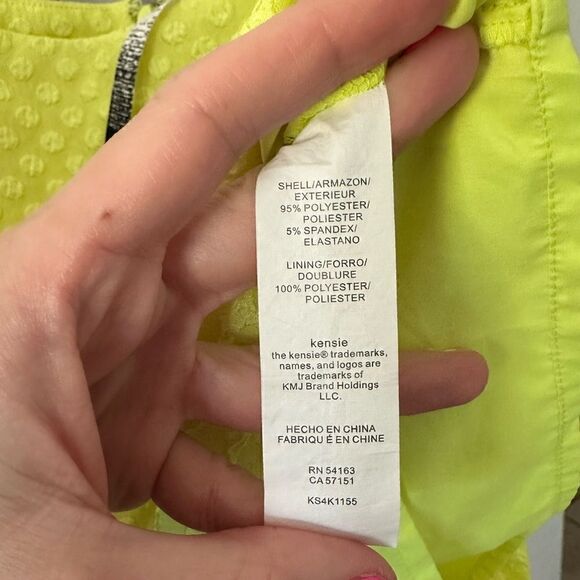 SHELL/ARMAZON/
EXTERIEUR
95% POLYESTER/
POLIESTER
5% SPANDEX/
ELASTANO
LINING/FORRO/
DOUBLURE
100% POLYESTER/
POLIESTER
kensie
the kensie® trademarks,
names, and logos are
trademarks of
KMJ Brand Holdings
LLC.
HECHO EN CHINA
FABRIQUÉ EN CHINE
RN 54163
CA 57151
KS4K1155